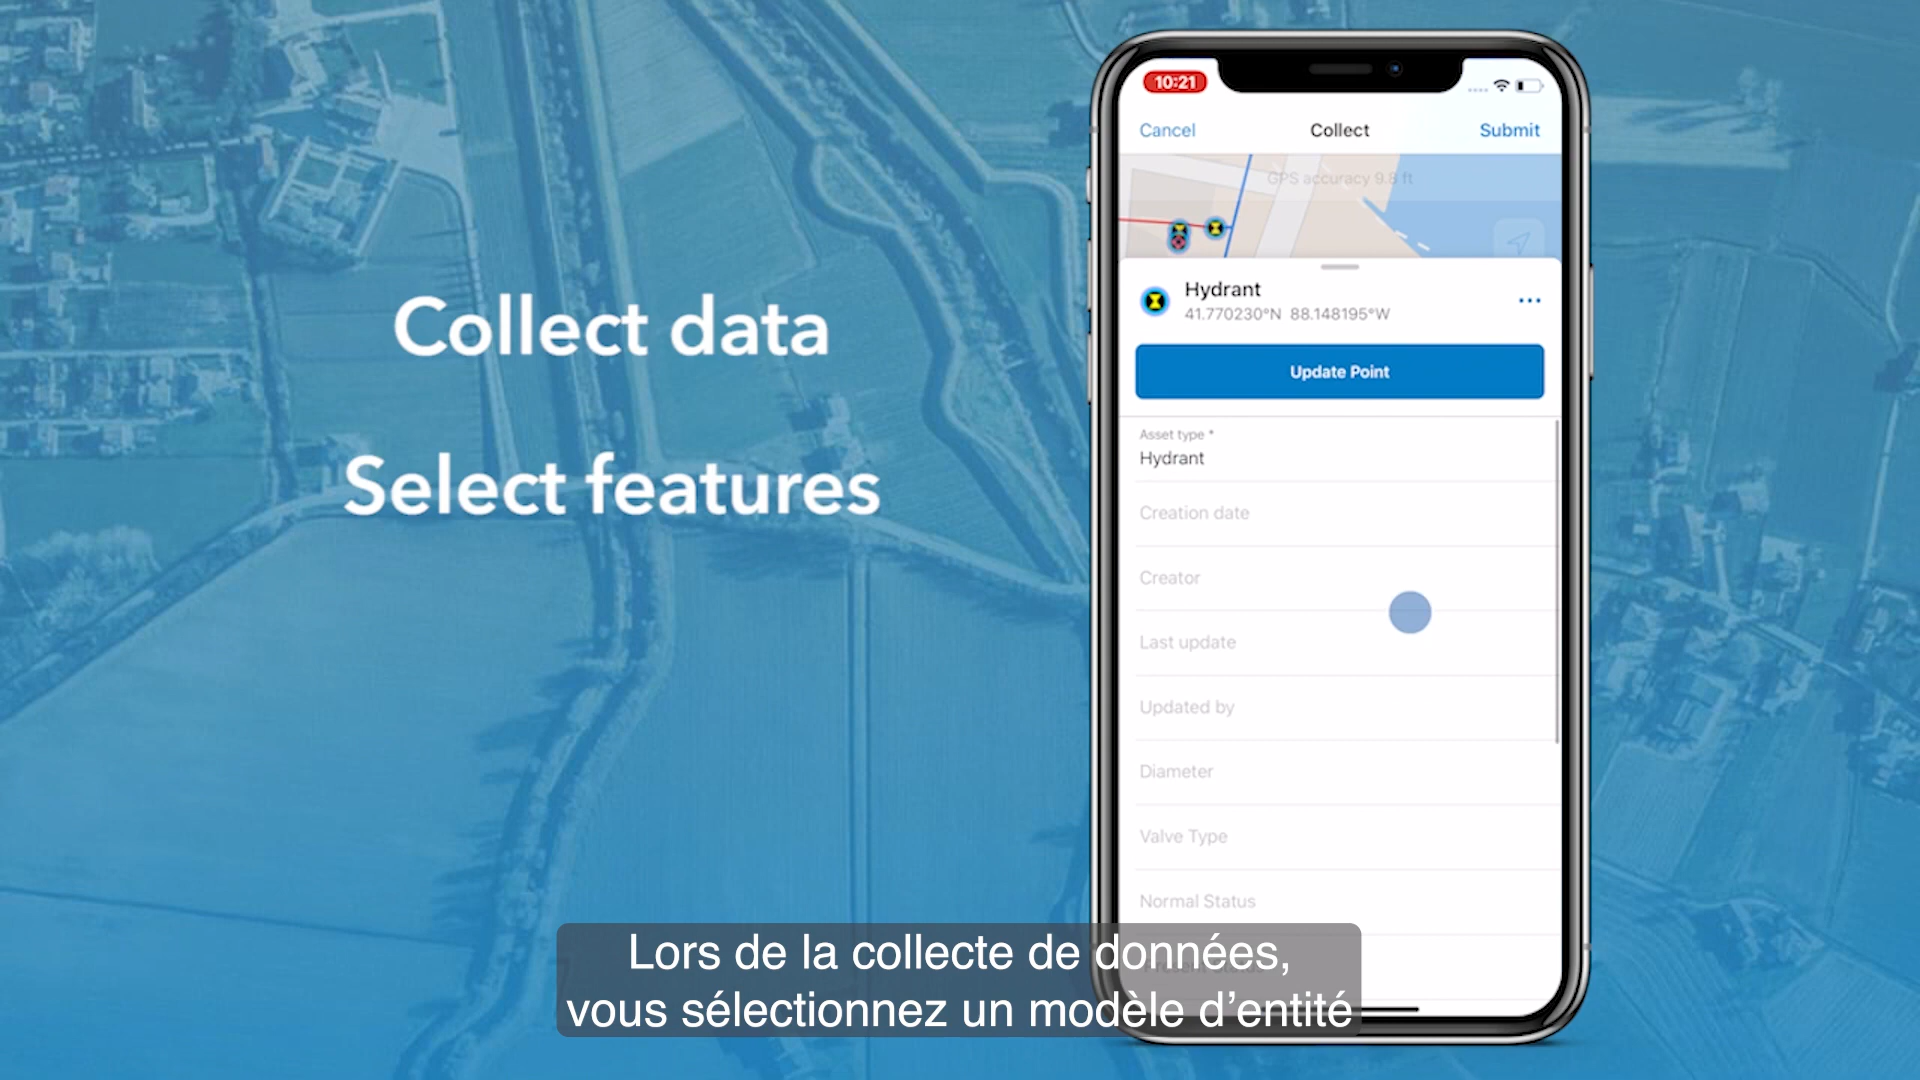 Collect data
Select features
10:21
Cancel
Collect
Submit
GPS accuracy 9.8 ft
Hydrant
41.770230°N 88.148195°W
Update Point
Asset type *
Hydrant
Creation date
Creator
Last update
Updated by
Diameter
Valve Type
Normal Status
Lors de la collecte de données,
vous sélectionnez un modèle d’entité